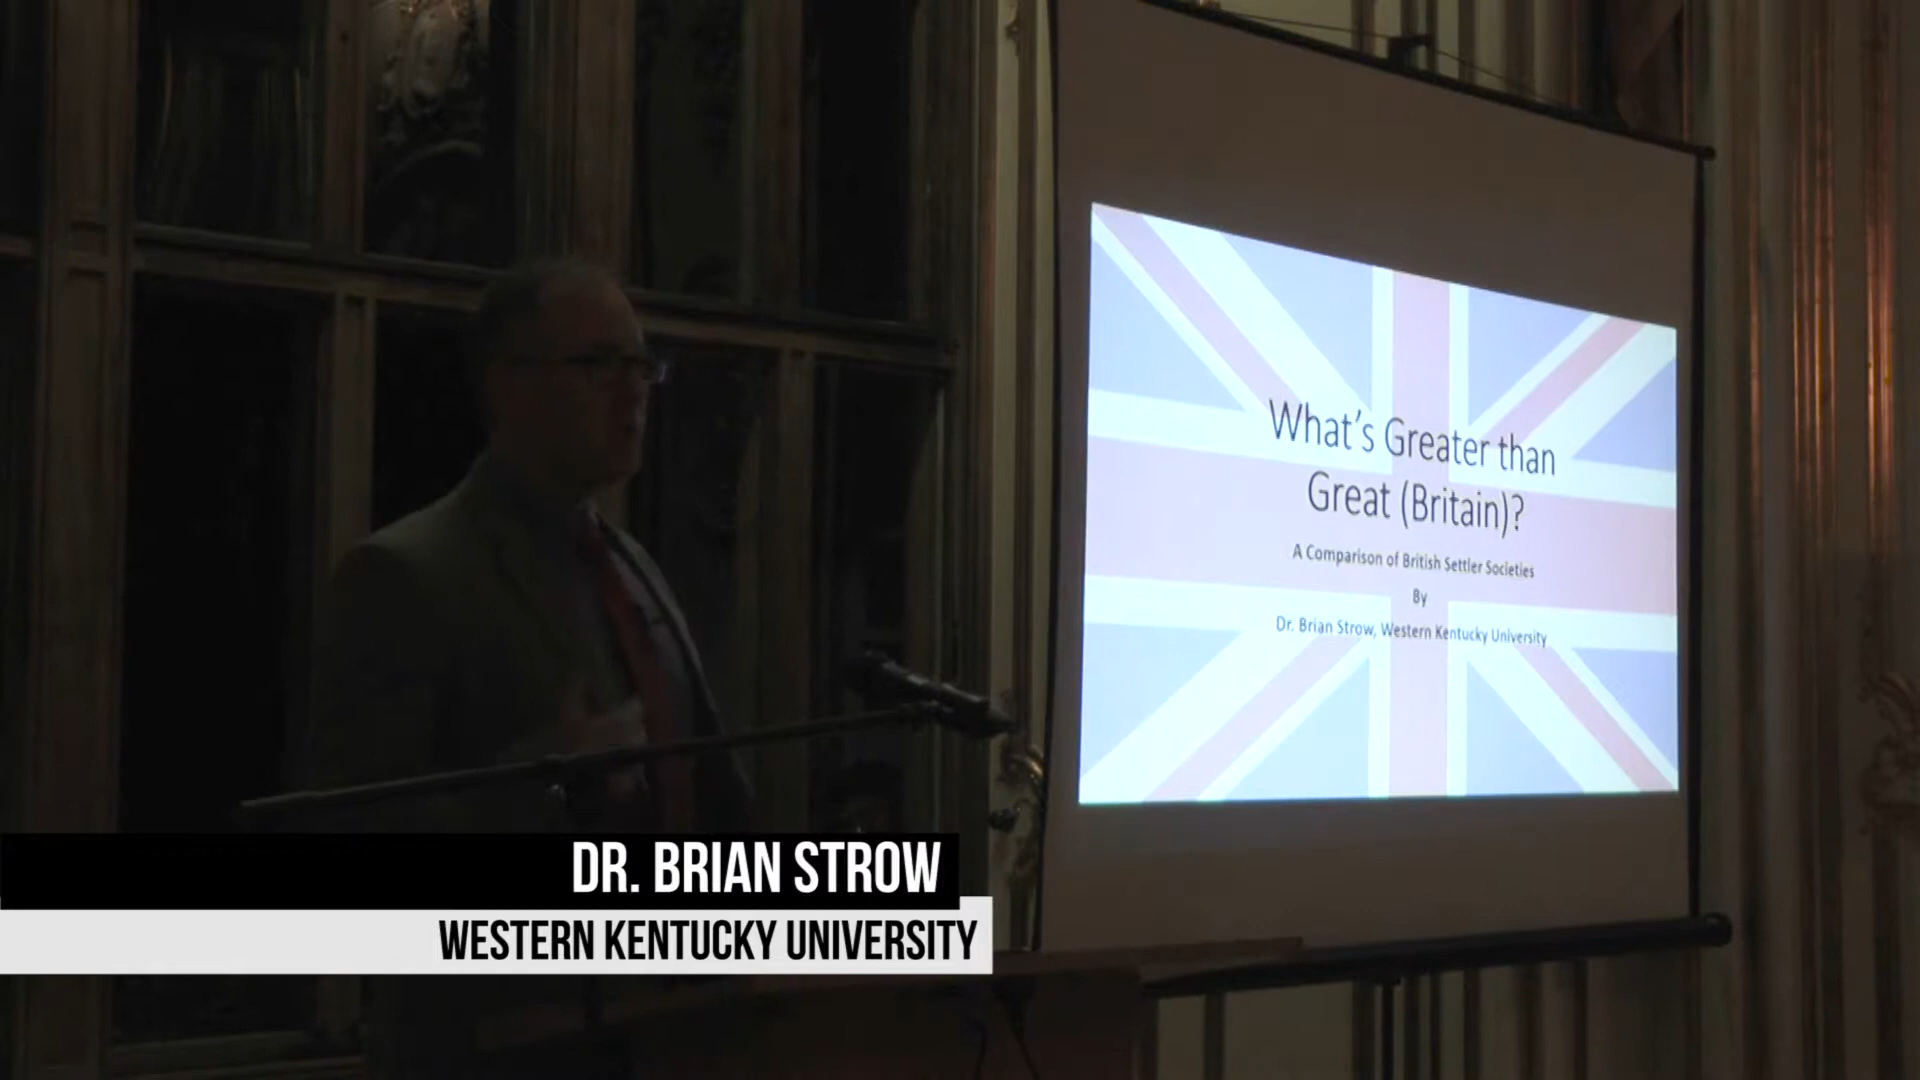 What's Greater than
Great (Britain)?
A Comparison of British Settler Societies
By
Dr. Brian Strow, Western Kentucky University
DR. BRIAN STROW
WESTERN KENTUCKY UNIVERSITY